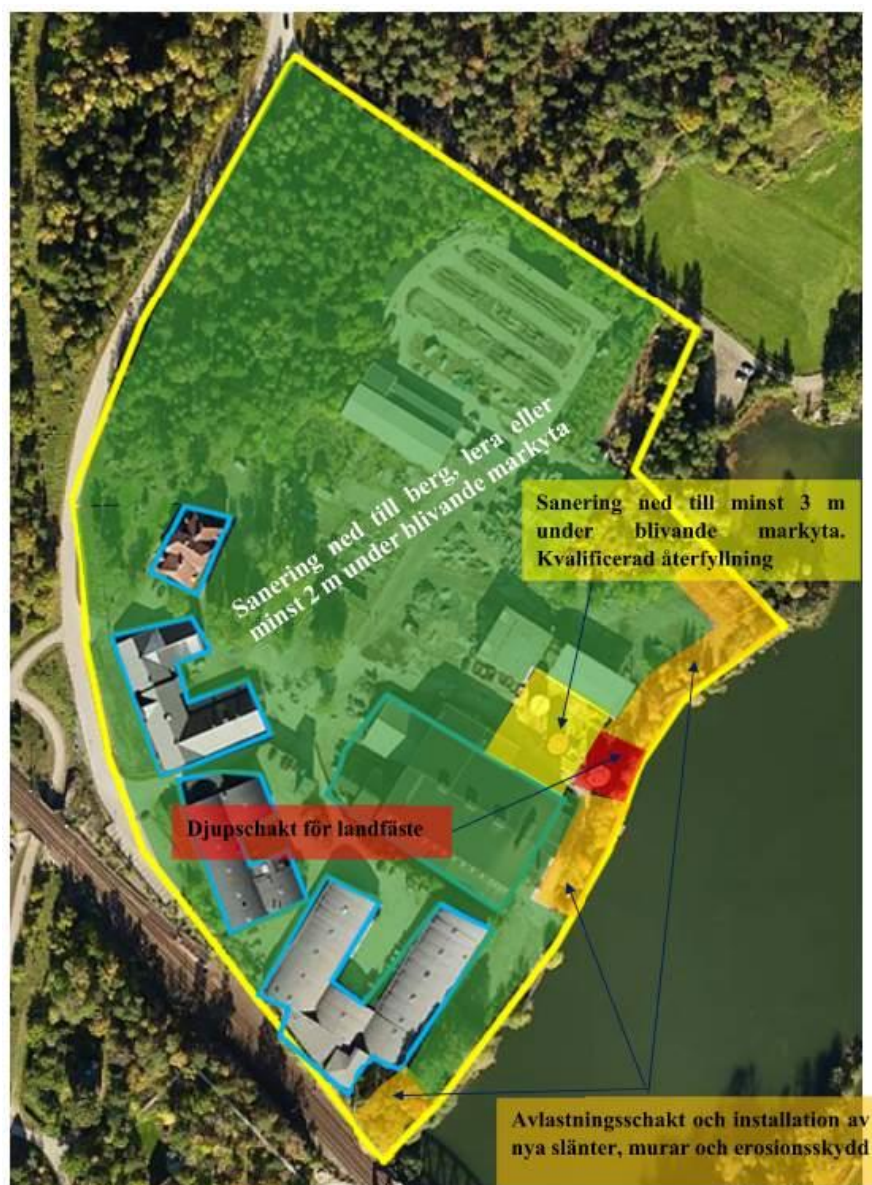 Sanering ned till berg, lera eller
minst 2 m under blivande markyta
Sanering ned till minst 3 m
under blivande markyta.
Kvalificerad återfyllning
Djupschakt för landfäste
Avlastningsschakt och installation av
nya slänter, murar och erosionsskydd